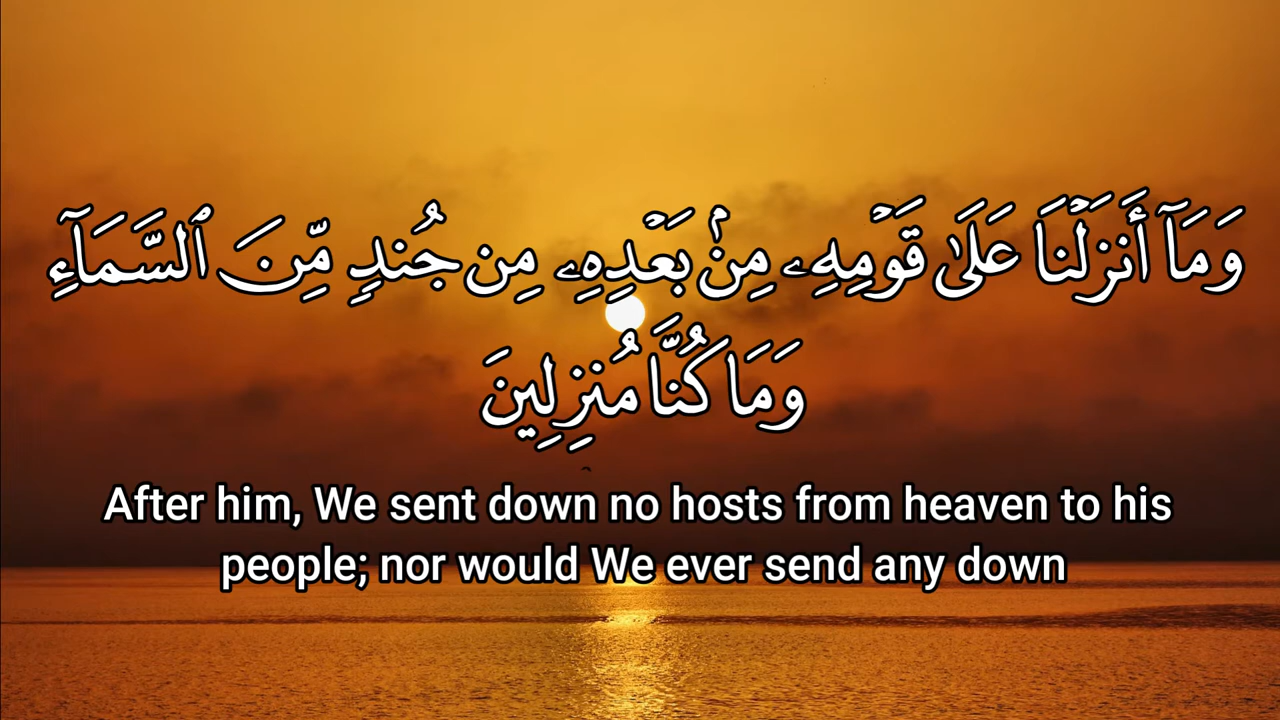 وَمَآ أَنزَلۡنَا عَلَىٰ قَوۡمِهِۦ مِنۢ بَعۡدِهِۦ مِن جُندٖ مِّنَ ٱلسَّمَآءِ
وَمَا كُنَّا مُنزِلِينَ
After him, We sent down no hosts from heaven to his
people; nor would We ever send any down